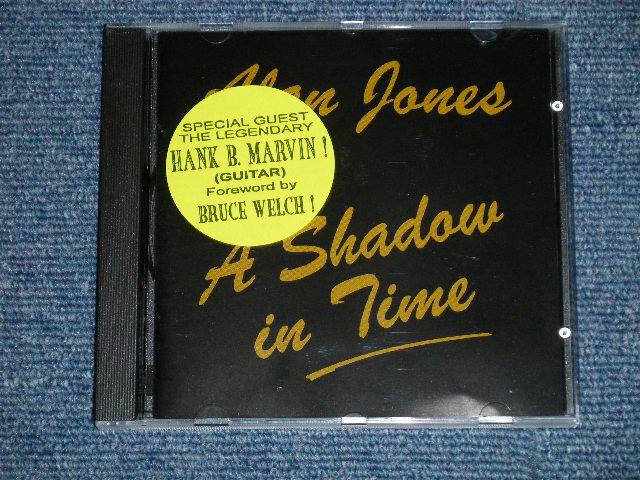 Alan Jones
SPECIAL GUEST
THE LEGENDARY
HANK B. MARVIN !
(GUITAR)
Foreword by
BRUCE WELCH !
A Shadow
in Time